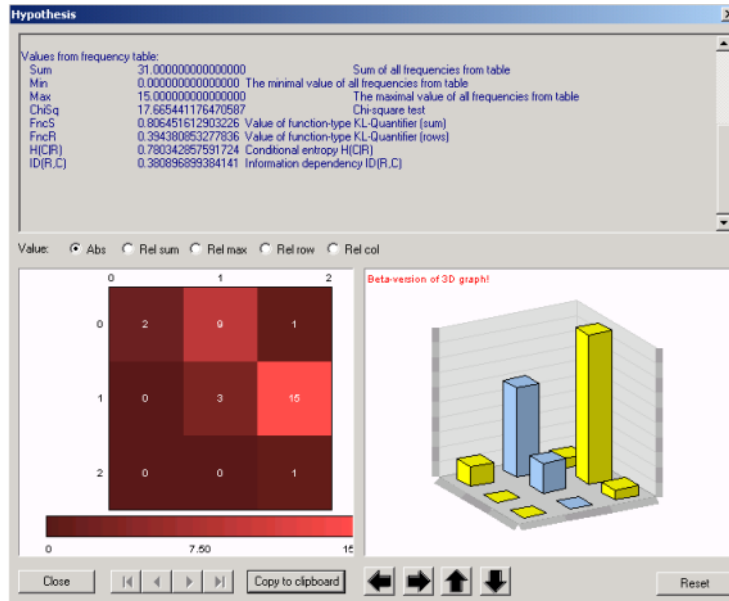 Hypothesis
Values from frequency table:
Sum 31.000000000000000 Sum of all frequencies from table
Min 0.000000000000000 The minimal value of all frequencies from table
Max 15.000000000000000 The maximal value of all frequencies from table
ChiSq 17.665441176470587 Chi-square test
FncS 0.806451612903226 Value of function-type KL-Quantifier (sum)
FncR 0.394380853277836 Value of function-type KL-Quantifier (rows)
H(C|R) 0.780342857591724 Conditional entropy H(C|R)
ID(R,C) 0.380896899384141 Information dependency ID(R,C)
Value: Abs Rel sum Rel max Rel row Rel col
0 1 2
0 2 9 1
1 0 3 15
2 0 0 1
0 7.50 15
Beta-version of 3D graph!
Close Copy to clipboard Reset